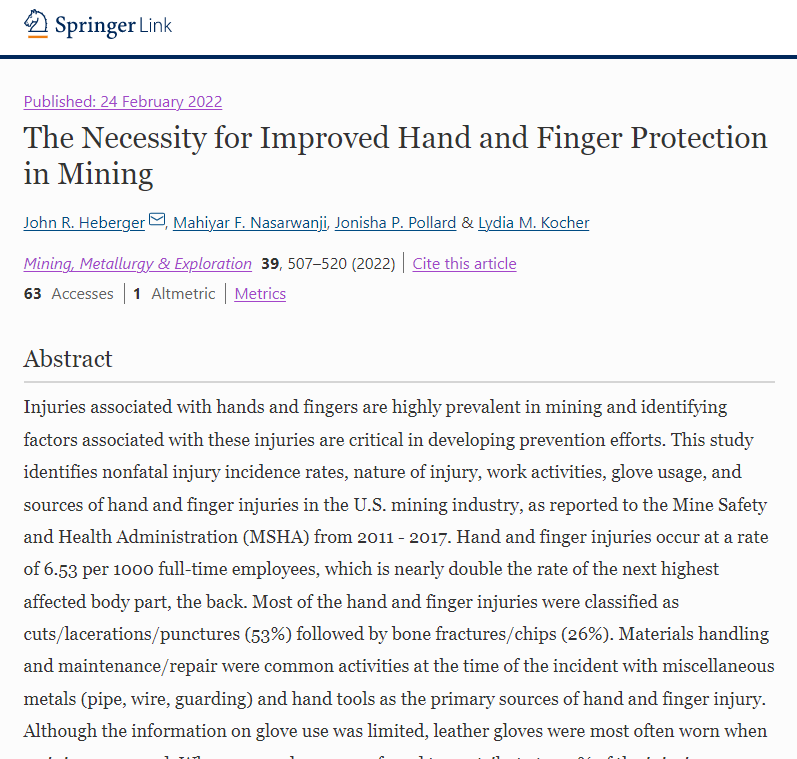 Springer Link
Published: 24 February 2022
The Necessity for Improved Hand and Finger Protection
in Mining
John R. Heberger, Mahiyar F. Nasarwanji, Jonisha P. Pollard & Lydia M. Kocher
Mining, Metallurgy & Exploration 39, 507–520 (2022) | Cite this article
63 Accesses | 1 Altmetric | Metrics
Abstract
Injuries associated with hands and fingers are highly prevalent in mining and identifying
factors associated with these injuries are critical in developing prevention efforts. This study
identifies nonfatal injury incidence rates, nature of injury, work activities, glove usage, and
sources of hand and finger injuries in the U.S. mining industry, as reported to the Mine Safety
and Health Administration (MSHA) from 2011 - 2017. Hand and finger injuries occur at a rate
of 6.53 per 1000 full-time employees, which is nearly double the rate of the next highest
affected body part, the back. Most of the hand and finger injuries were classified as
cuts/lacerations/punctures (53%) followed by bone fractures/chips (26%). Materials handling
and maintenance/repair were common activities at the time of the incident with miscellaneous
metals (pipe, wire, guarding) and hand tools as the primary sources of hand and finger injury.
Although the information on glove use was limited, leather gloves were most often worn when